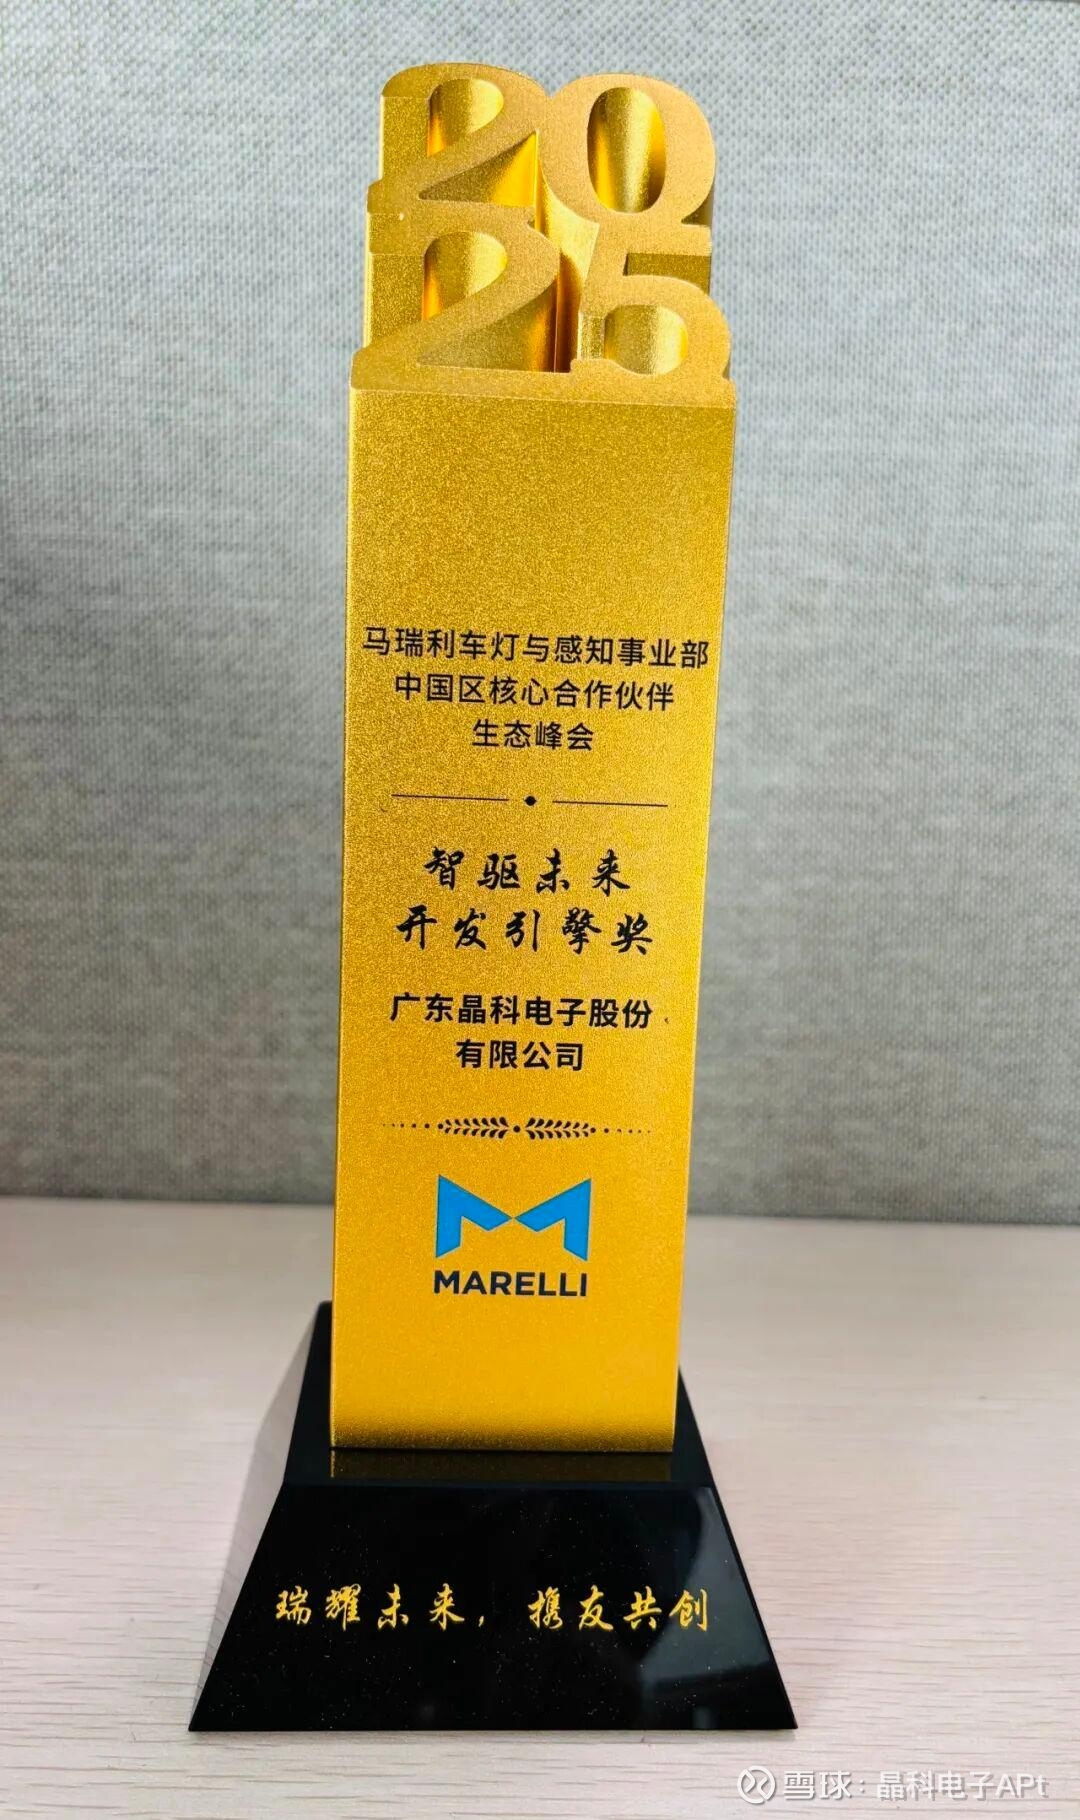 20
25
马瑞利车灯与感知事业部
中国区核心合作伙伴
生态峰会
智驱未来
开发引擎奖
广东晶科电子股份
有限公司
MARELLI
瑞耀未来，携友共创
雪球：晶科电子APt